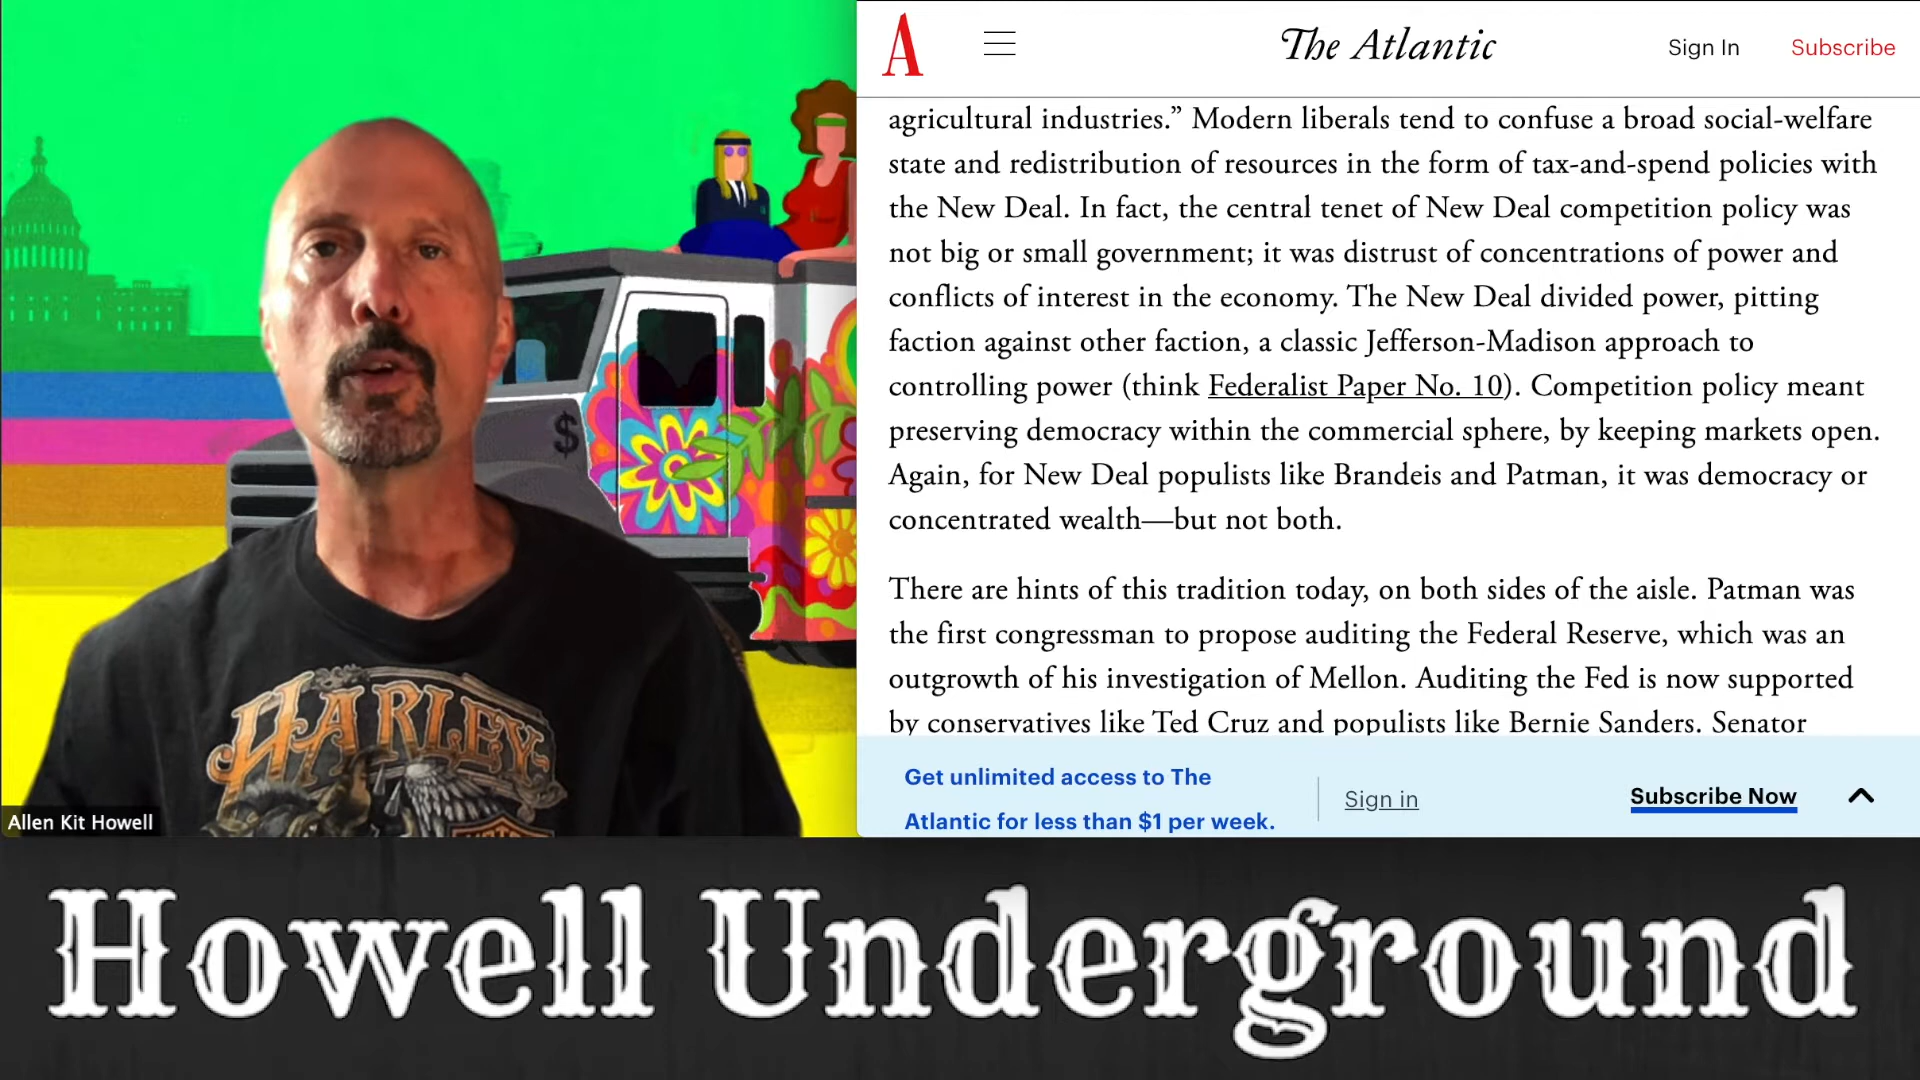 A
The Atlantic
Sign In
Subscribe
agricultural industries.” Modern liberals tend to confuse a broad social-welfare
state and redistribution of resources in the form of tax-and-spend policies with
the New Deal. In fact, the central tenet of New Deal competition policy was
not big or small government; it was distrust of concentrations of power and
conflicts of interest in the economy. The New Deal divided power, pitting
faction against other faction, a classic Jefferson-Madison approach to
controlling power (think Federalist Paper No. 10). Competition policy meant
preserving democracy within the commercial sphere, by keeping markets open.
Again, for New Deal populists like Brandeis and Patman, it was democracy or
concentrated wealth—but not both.
There are hints of this tradition today, on both sides of the aisle. Patman was
the first congressman to propose auditing the Federal Reserve, which was an
outgrowth of his investigation of Mellon. Auditing the Fed is now supported
by conservatives like Ted Cruz and populists like Bernie Sanders. Senator
Get unlimited access to The
Atlantic for less than $1 per week.
Sign in
Subscribe Now
$
HARLEY
Allen Kit Howell
Howell Underground